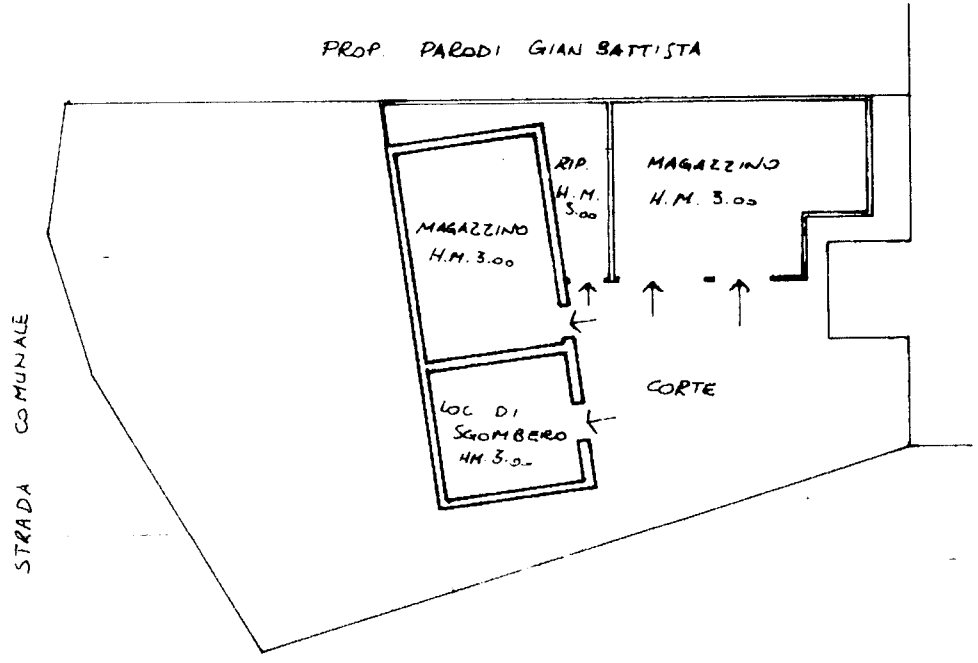 PROP. PARODI GIAN BATTISTA
RIP.
H.M.
3.00
MAGAZZINO
H.M. 3.00
MAGAZZINO
H.M. 3.00
CORTE
LOC DI
SGOMBERO
HM. 3.00
STRADA COMUNALE